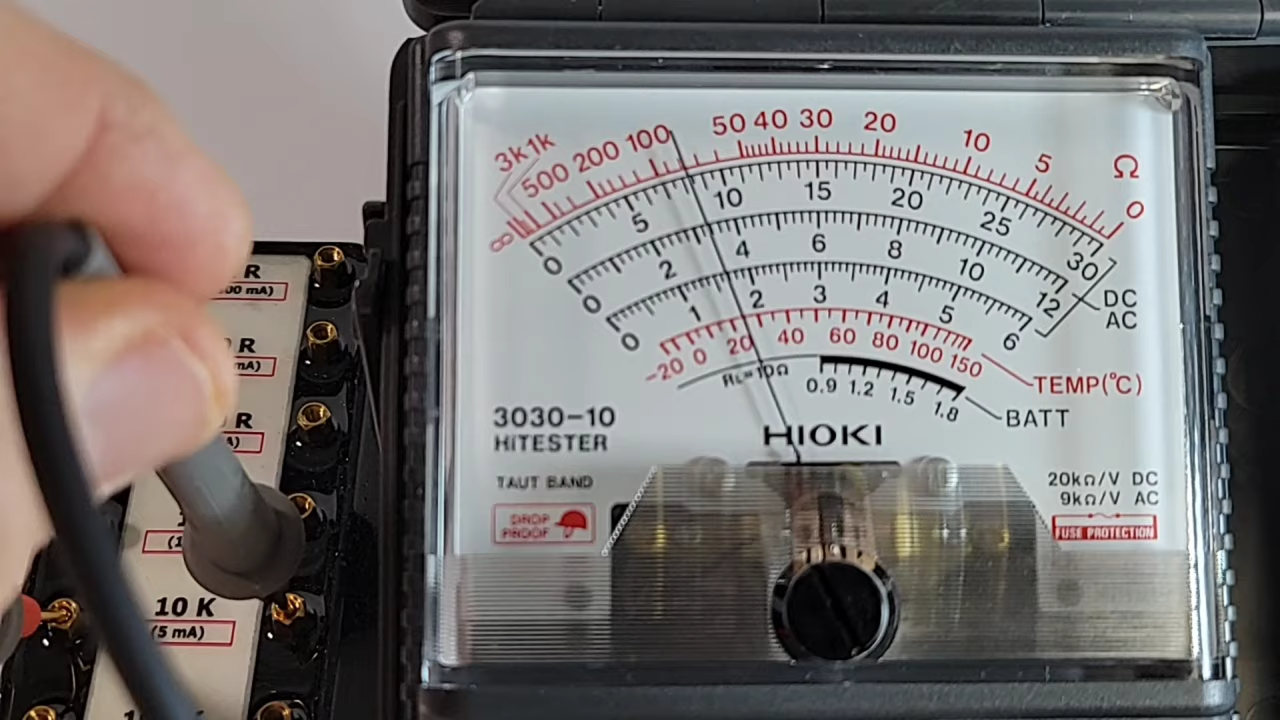 3k 1k 500 200 100 50 40 30 20 10 5 0 Ω
∞
0 5 10 15 20 25 30
0 2 4 6 8 10 12
0 1 2 3 4 5 6
DC
AC
-20 0 20 40 60 80 100 150
TEMP(℃)
RL=10Ω
0.9 1.2 1.5 1.8
BATT
3030-10
HITESTER
HIOKI
TAUT BAND
DROP
PROOF
20kΩ/V DC
9kΩ/V AC
FUSE PROTECTION
R
R
mA)
R
10 K
(5 mA)